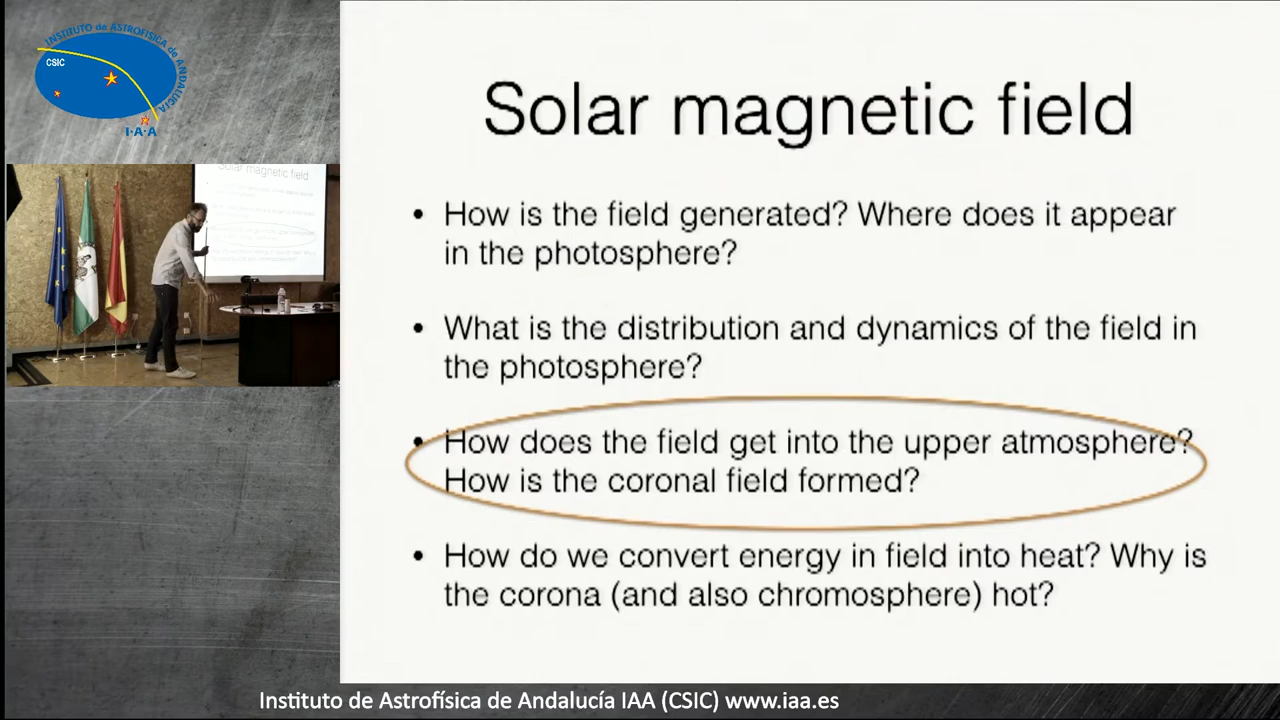 INSTITUTO de ASTROFÍSICA de ANDALUCÍA
CSIC
I·A·A
Solar magnetic field
Solar magnetic field
• How is the field generated? Where does it appear
in the photosphere?
• What is the distribution and dynamics of the field in
the photosphere?
• How does the field get into the upper atmosphere?
How is the coronal field formed?
• How do we convert energy in field into heat? Why is
the corona (and also chromosphere) hot?
Instituto de Astrofísica de Andalucía IAA (CSIC) www.iaa.es